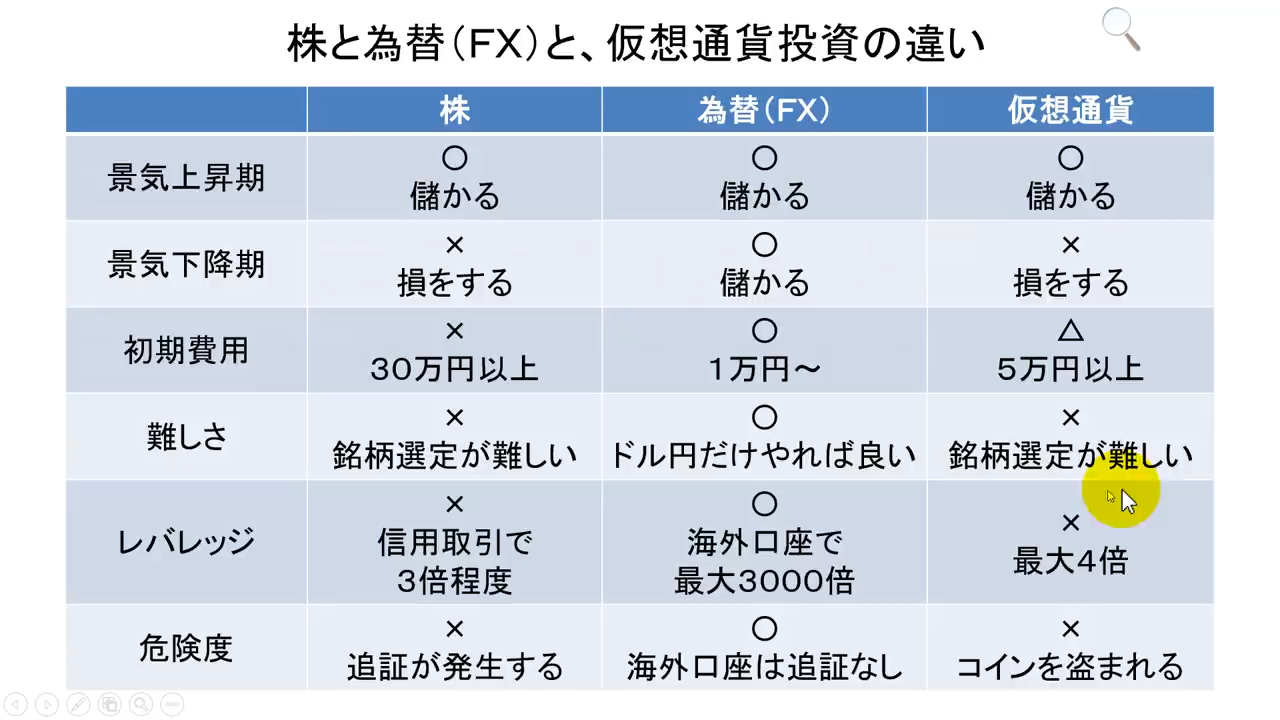 株と為替(FX)と、仮想通貨投資の違い
株 為替(FX) 仮想通貨
景気上昇期
○ ○ ○
儲かる 儲かる 儲かる
景気下降期
× ○ ×
損をする 儲かる 損をする
初期費用
× ○ △
30万円以上 1万円～ 5万円以上
難しさ
× ○ ×
銘柄選定が難しい ドル円だけやれば良い 銘柄選定が難しい
レバレッジ
× ○ ×
信用取引で 海外口座で 最大4倍
3倍程度 最大3000倍
危険度
× ○ ×
追証が発生する 海外口座は追証なし コインを盗まれる